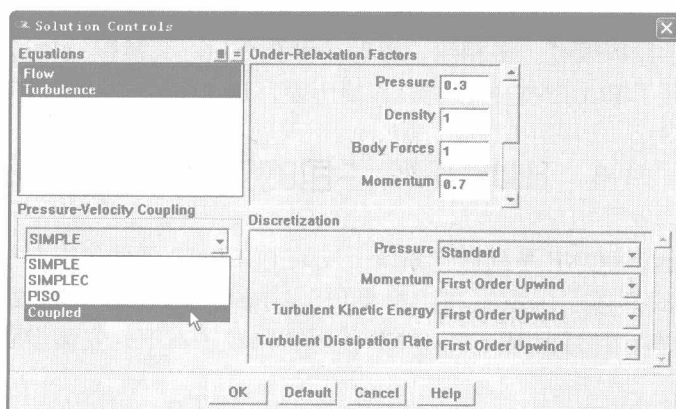 Solution Controls
Equations
Flow
Turbulence
Under-Relaxation Factors
Pressure 0.3
Density 1
Body Forces 1
Momentum 0.7
Pressure-Velocity Coupling
SIMPLE
SIMPLE
SIMPLEC
PISO
Coupled
Discretization
Pressure Standard
Momentum First Order Upwind
Turbulent Kinetic Energy First Order Upwind
Turbulent Dissipation Rate First Order Upwind
OK Default Cancel Help